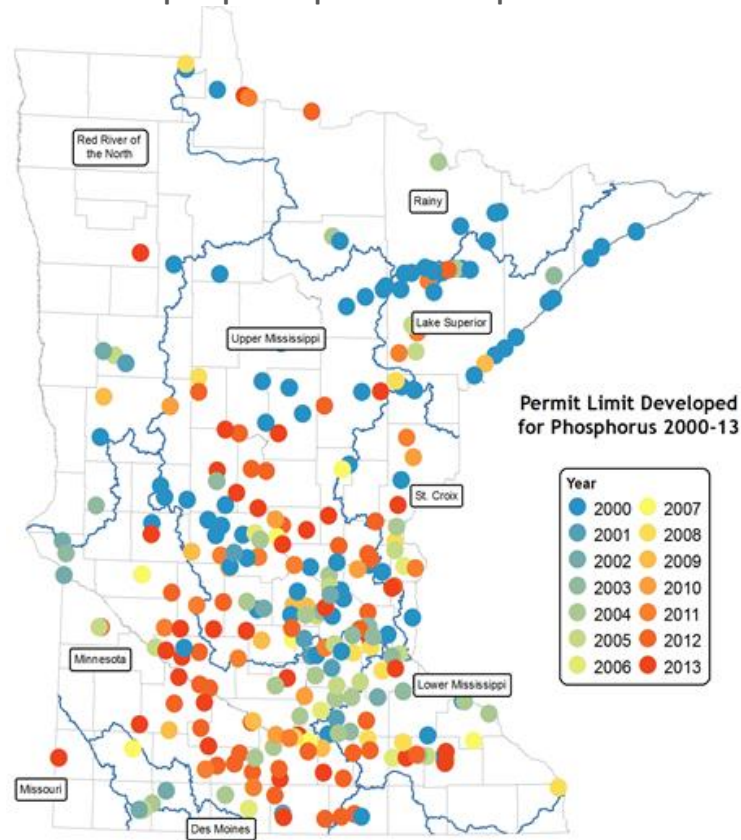 Red River of
the North
Rainy
Lake Superior
Upper Mississippi
Permit Limit Developed
for Phosphorus 2000-13
Year
2000 2007
2001 2008
2002 2009
2003 2010
2004 2011
2005 2012
2006 2013
St. Croix
Minnesota
Lower Mississippi
Missouri
Des Moines